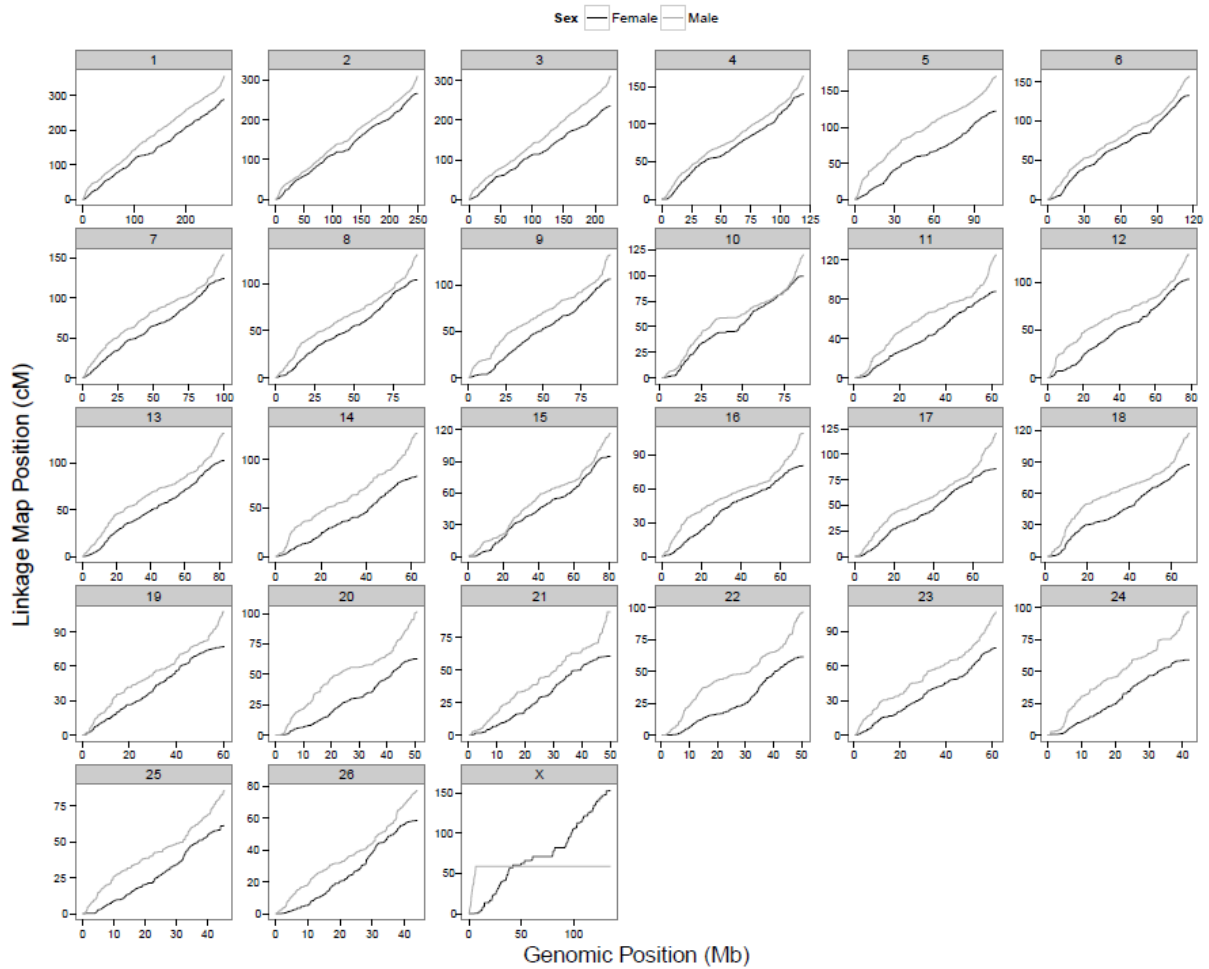 Sex Female Male
1 2 3 4 5 6
300 200 100 0
0 100 200
300 200 100 0
0 50 100 150 200 250
300 200 100 0
0 50 100 150 200
150 100 50 0
0 25 50 75 100 125
150 100 50 0
0 30 60 90
150 100 50 0
0 30 60 90 120
7 8 9 10 11 12
150 100 50 0
0 25 50 75 100
100 50 0
0 25 50 75
100 50 0
0 25 50 75
125 100 75 50 25 0
0 25 50 75
120 80 40 0
0 20 40 60
100 50 0
0 20 40 60 80
13 14 15 16 17 18
100 50 0
0 20 40 60 80
100 50 0
0 20 40 60
120 90 60 30 0
0 20 40 60 80
120 90 60 30 0
0 20 40 60
125 100 75 50 25 0
0 20 40 60
120 90 60 30 0
0 20 40 60
19 20 21 22 23 24
90 60 30 0
0 20 40 60
100 75 50 25 0
0 10 20 30 40 50
75 50 25 0
0 10 20 30 40 50
100 75 50 25 0
0 10 20 30 40 50
90 60 30 0
0 20 40 60
100 75 50 25 0
0 10 20 30 40
25 26 X
75 50 25 0
0 10 20 30 40
80 60 40 20 0
0 10 20 30 40
150 100 50 0
0 50 100
Linkage Map Position (cM)
Genomic Position (Mb)